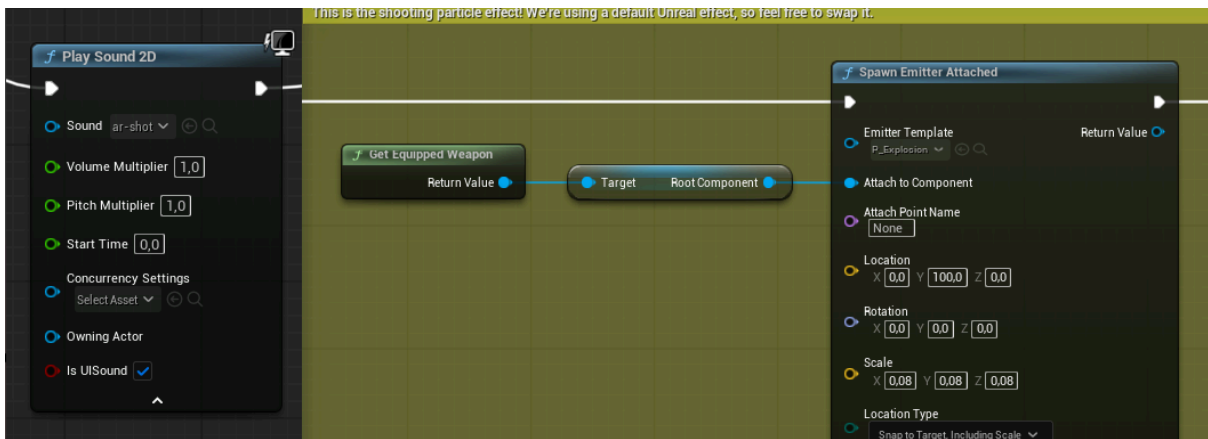 This is the shooting particle effect! We're using a default Unreal effect, so feel free to swap it.
f Play Sound 2D
Sound ar-shot
Volume Multiplier 1,0
Pitch Multiplier 1,0
Start Time 0,0
Concurrency Settings
Select Asset
Owning Actor
Is UISound
f Get Equipped Weapon
Return Value
Target Root Component
f Spawn Emitter Attached
Emitter Template Return Value
P_Explosion
Attach to Component
Attach Point Name
None
Location
X 0,0 Y 100,0 Z 0,0
Rotation
X 0,0 Y 0,0 Z 0,0
Scale
X 0,08 Y 0,08 Z 0,08
Location Type
Snap to Target, Including Scale